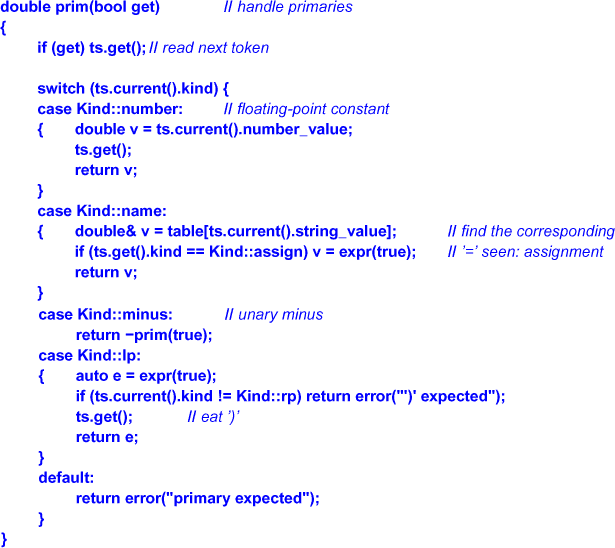 double prim(bool get) // handle primaries
{
if (get) ts.get(); // read next token
switch (ts.current().kind) {
case Kind::number: // floating-point constant
{ double v = ts.current().number_value;
ts.get();
return v;
}
case Kind::name:
{ double& v = table[ts.current().string_value]; // find the corresponding
if (ts.get().kind == Kind::assign) v = expr(true); // ’=’ seen: assignment
return v;
}
case Kind::minus: // unary minus
return −prim(true);
case Kind::lp:
{ auto e = expr(true);
if (ts.current().kind != Kind::rp) return error("')' expected");
ts.get(); // eat ’)’
return e;
}
default:
return error("primary expected");
}
}